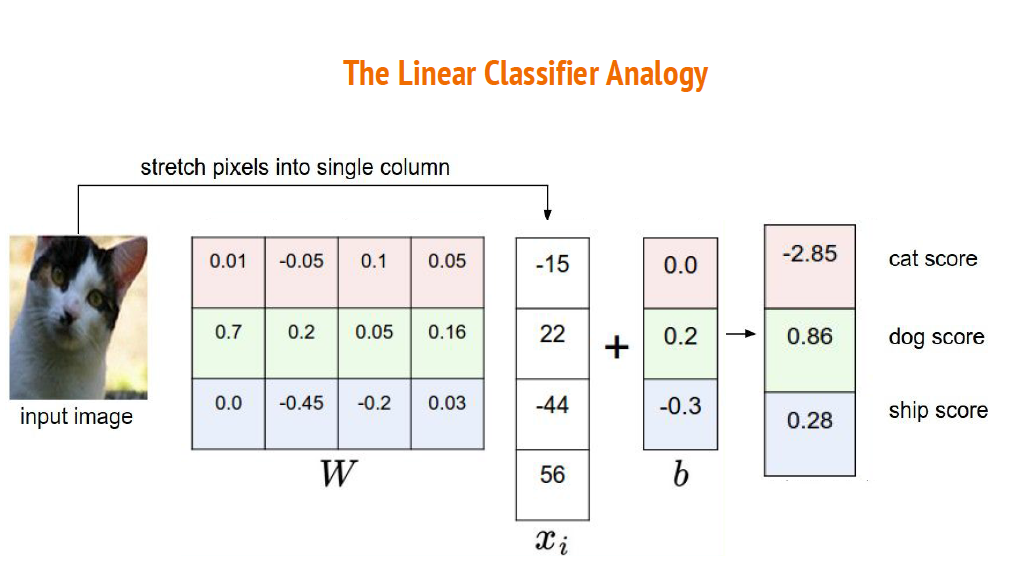 The Linear Classifier Analogy
stretch pixels into single column
0.01 -0.05 0.1 0.05
0.7 0.2 0.05 0.16
0.0 -0.45 -0.2 0.03
W
-15
22
-44
56
xi
+
0.0
0.2
-0.3
b
-2.85 cat score
0.86 dog score
0.28 ship score
input image